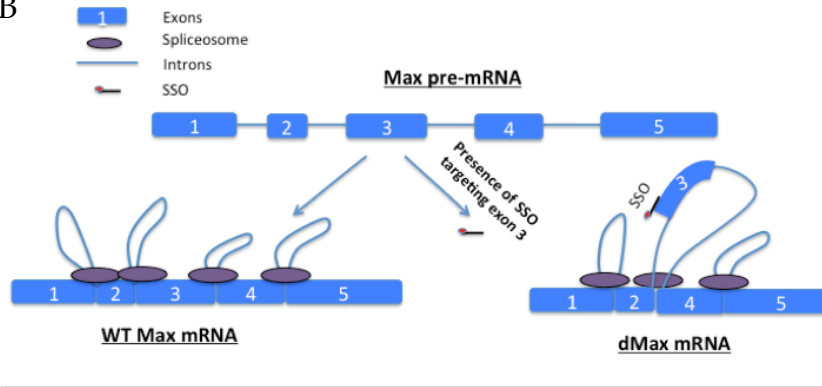 B
1 Exons
Spliceosome
Introns
SSO
Max pre-mRNA
1 2 3 4 5
Presence of SSO
targeting exon 3
SSO
3
1 2 3 4 5
1 2 4 5
WT Max mRNA
dMax mRNA